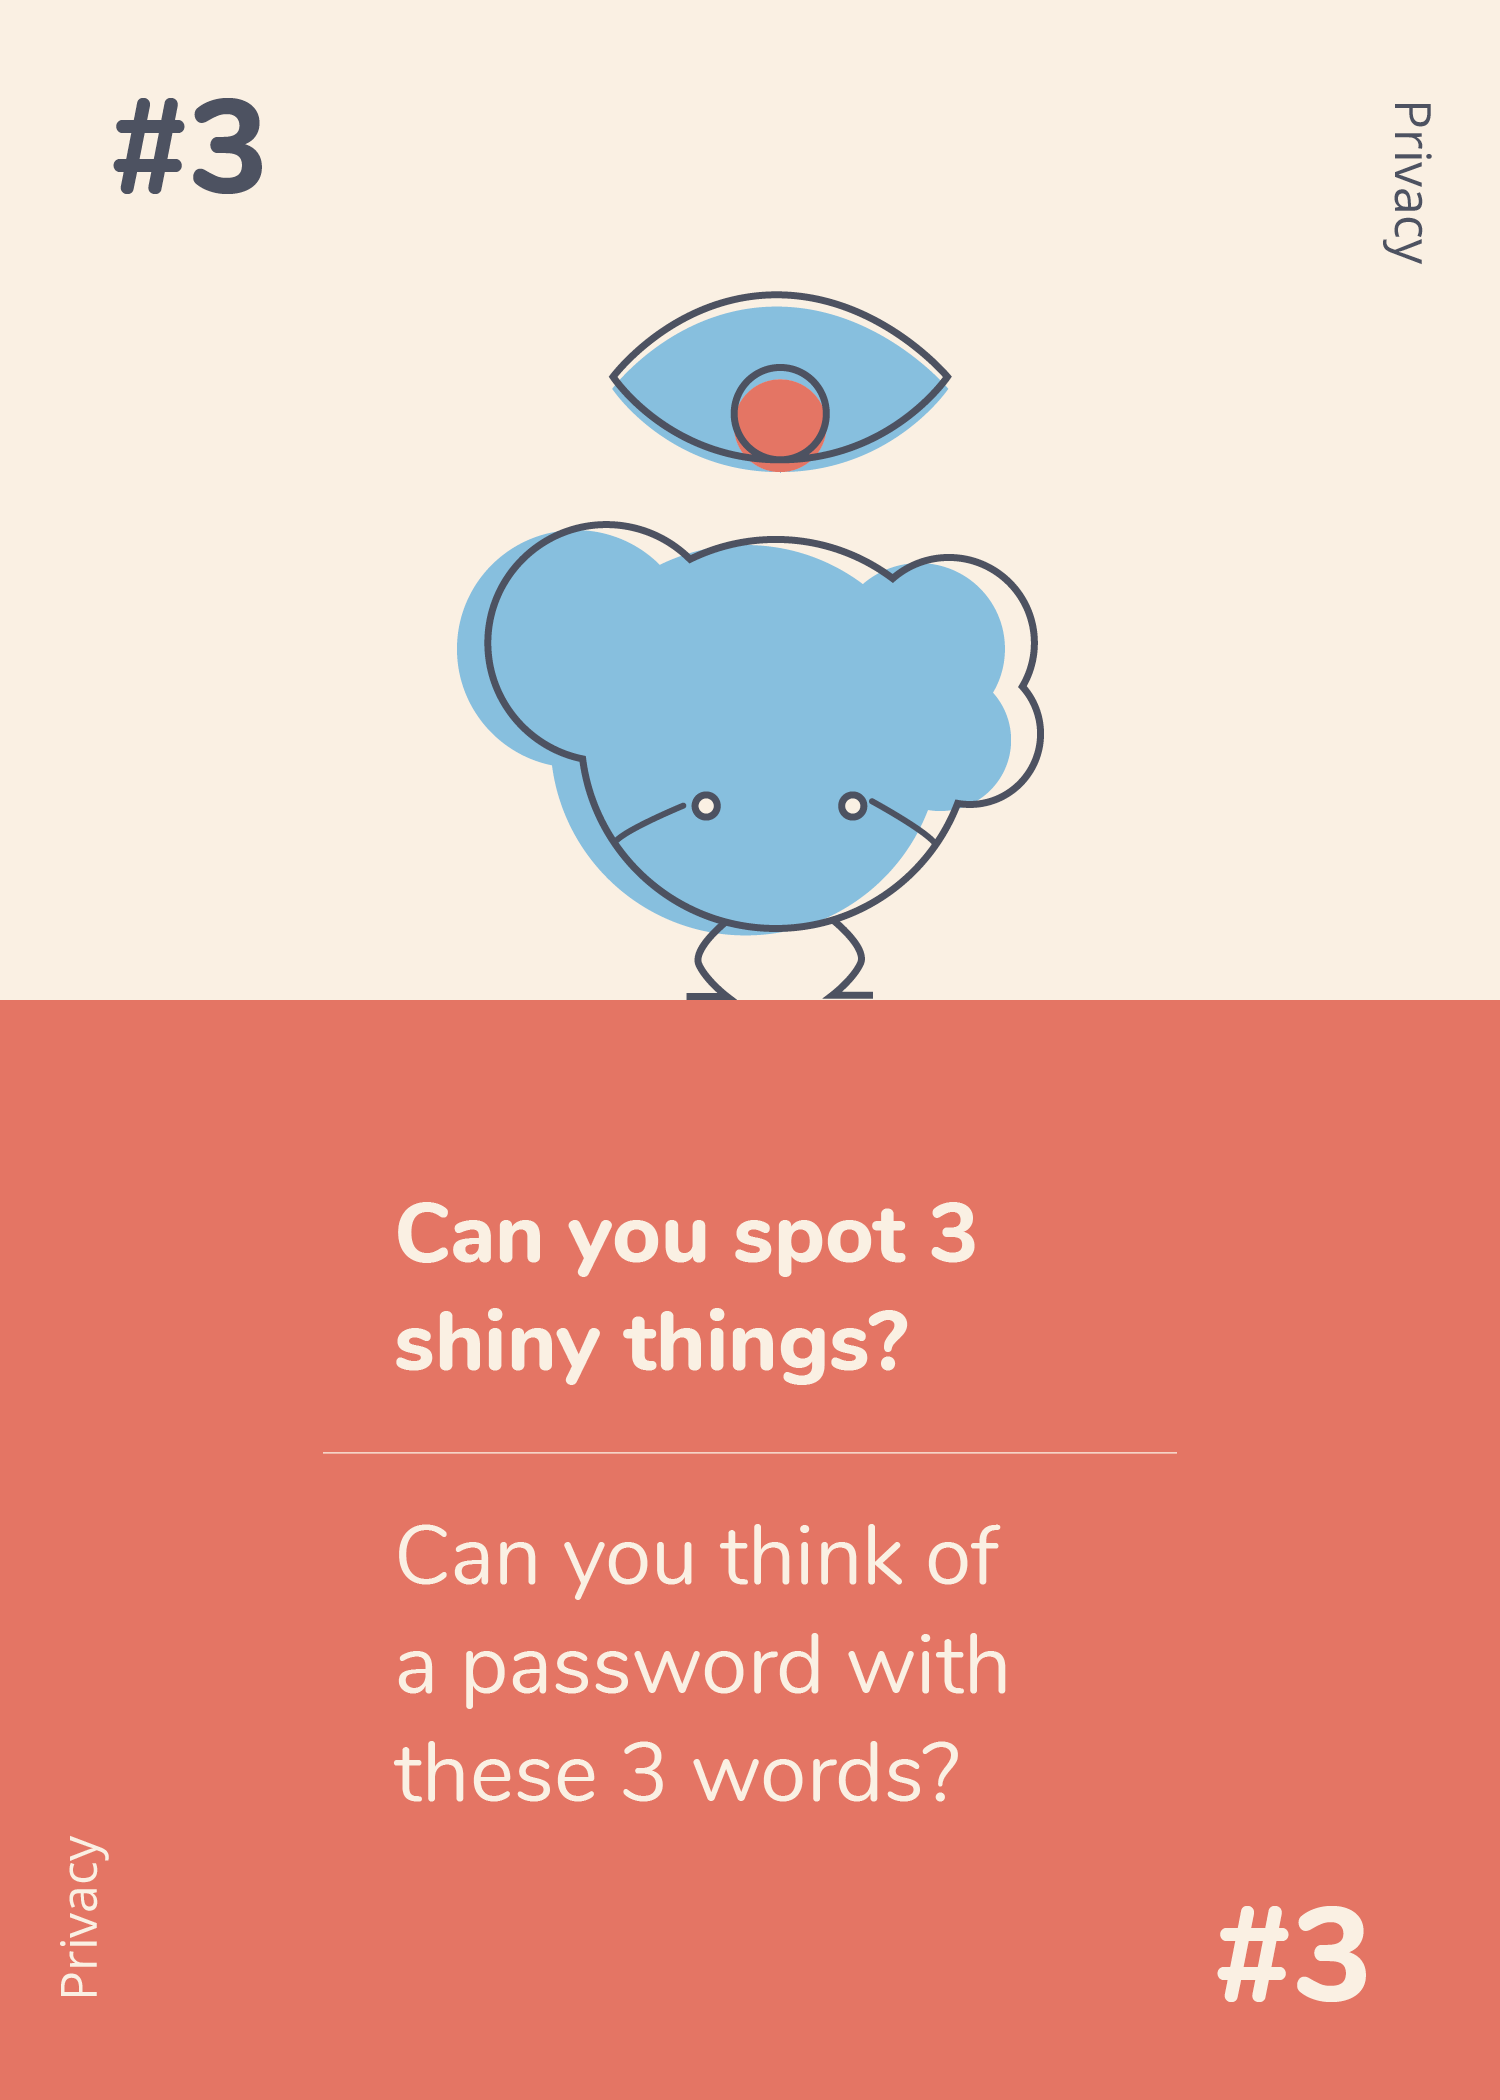 #3
Privacy
Can you spot 3
shiny things?
Can you think of
a password with
these 3 words?
Privacy
#3